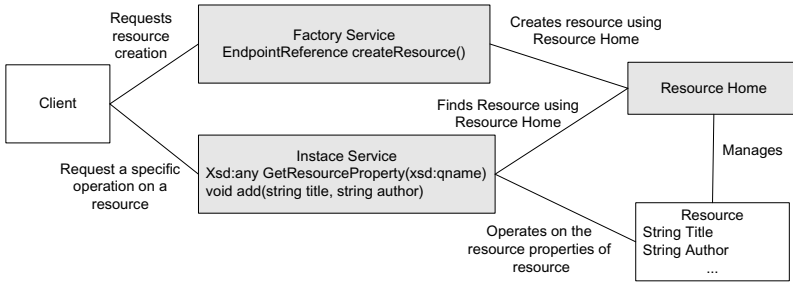 Requests
resource
creation
Factory Service
EndpointReference createResource()
Creates resource using
Resource Home
Client
Resource Home
Finds Resource using
Resource Home
Instace Service
Xsd:any GetResourceProperty(xsd:qname)
void add(string title, string author)
Manages
Request a specific
operation on a
resource
Operates on the
resource properties of
resource
Resource
String Title
String Author
...